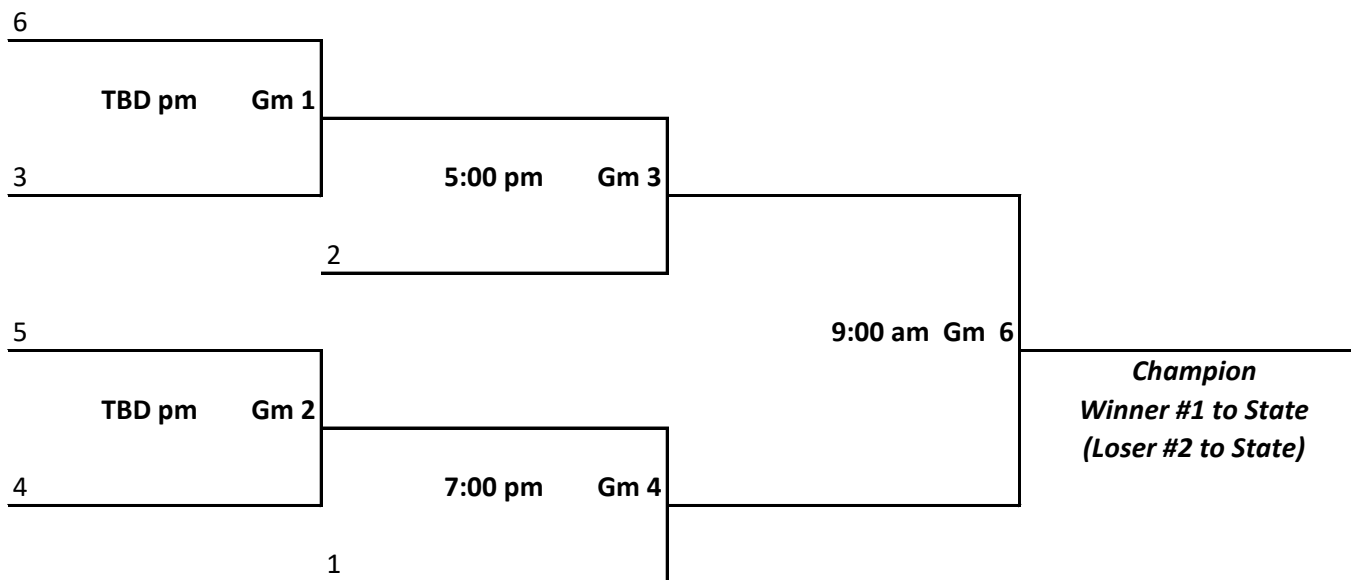 6
TBD pm Gm 1
3
5:00 pm Gm 3
2
5
9:00 am Gm 6
Champion
TBD pm Gm 2
Winner #1 to State
(Loser #2 to State)
4
7:00 pm Gm 4
1